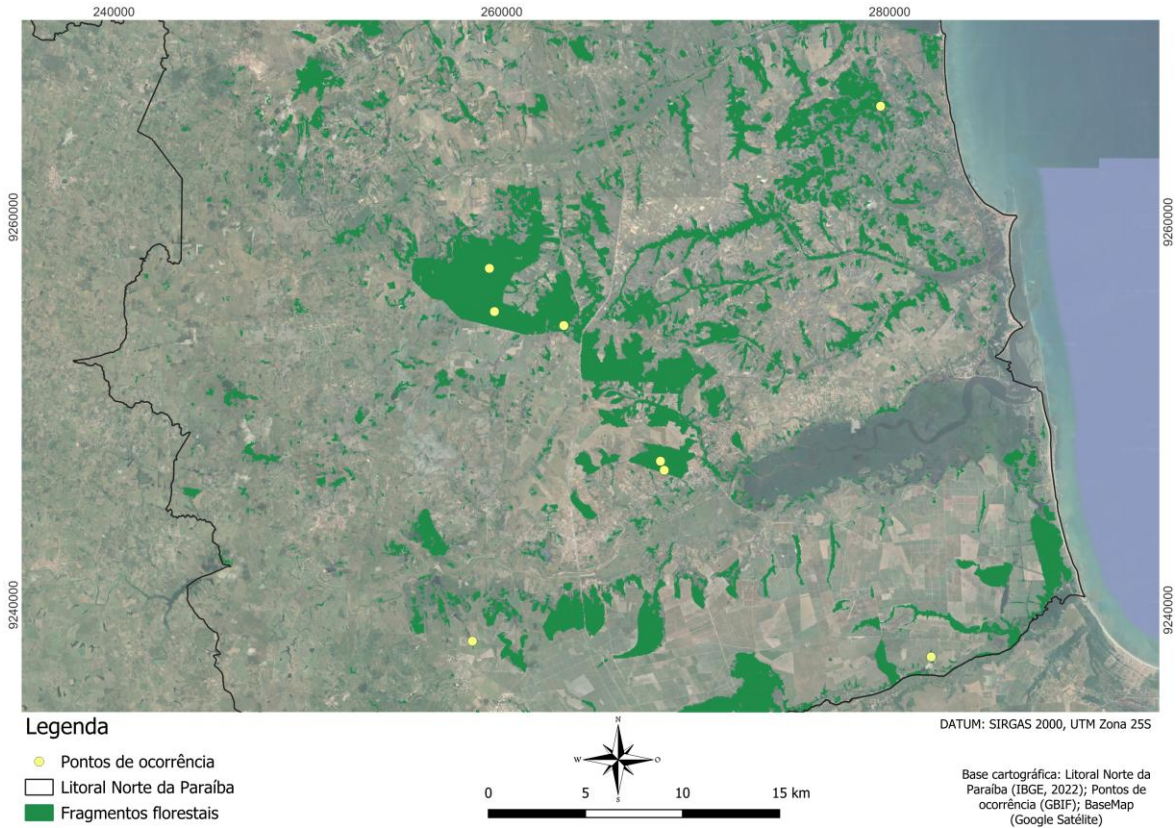 240000
260000
280000
9260000
9260000
9240000
9240000
Legenda
Pontos de ocorrência
Litoral Norte da Paraíba
Fragmentos florestais
N
W
O
S
0
5
10
15 km
DATUM: SIRGAS 2000, UTM Zona 25S
Base cartográfica: Litoral Norte da
Paraíba (IBGE, 2022); Pontos de
ocorrência (GBIF); BaseMap
(Google Satélite)